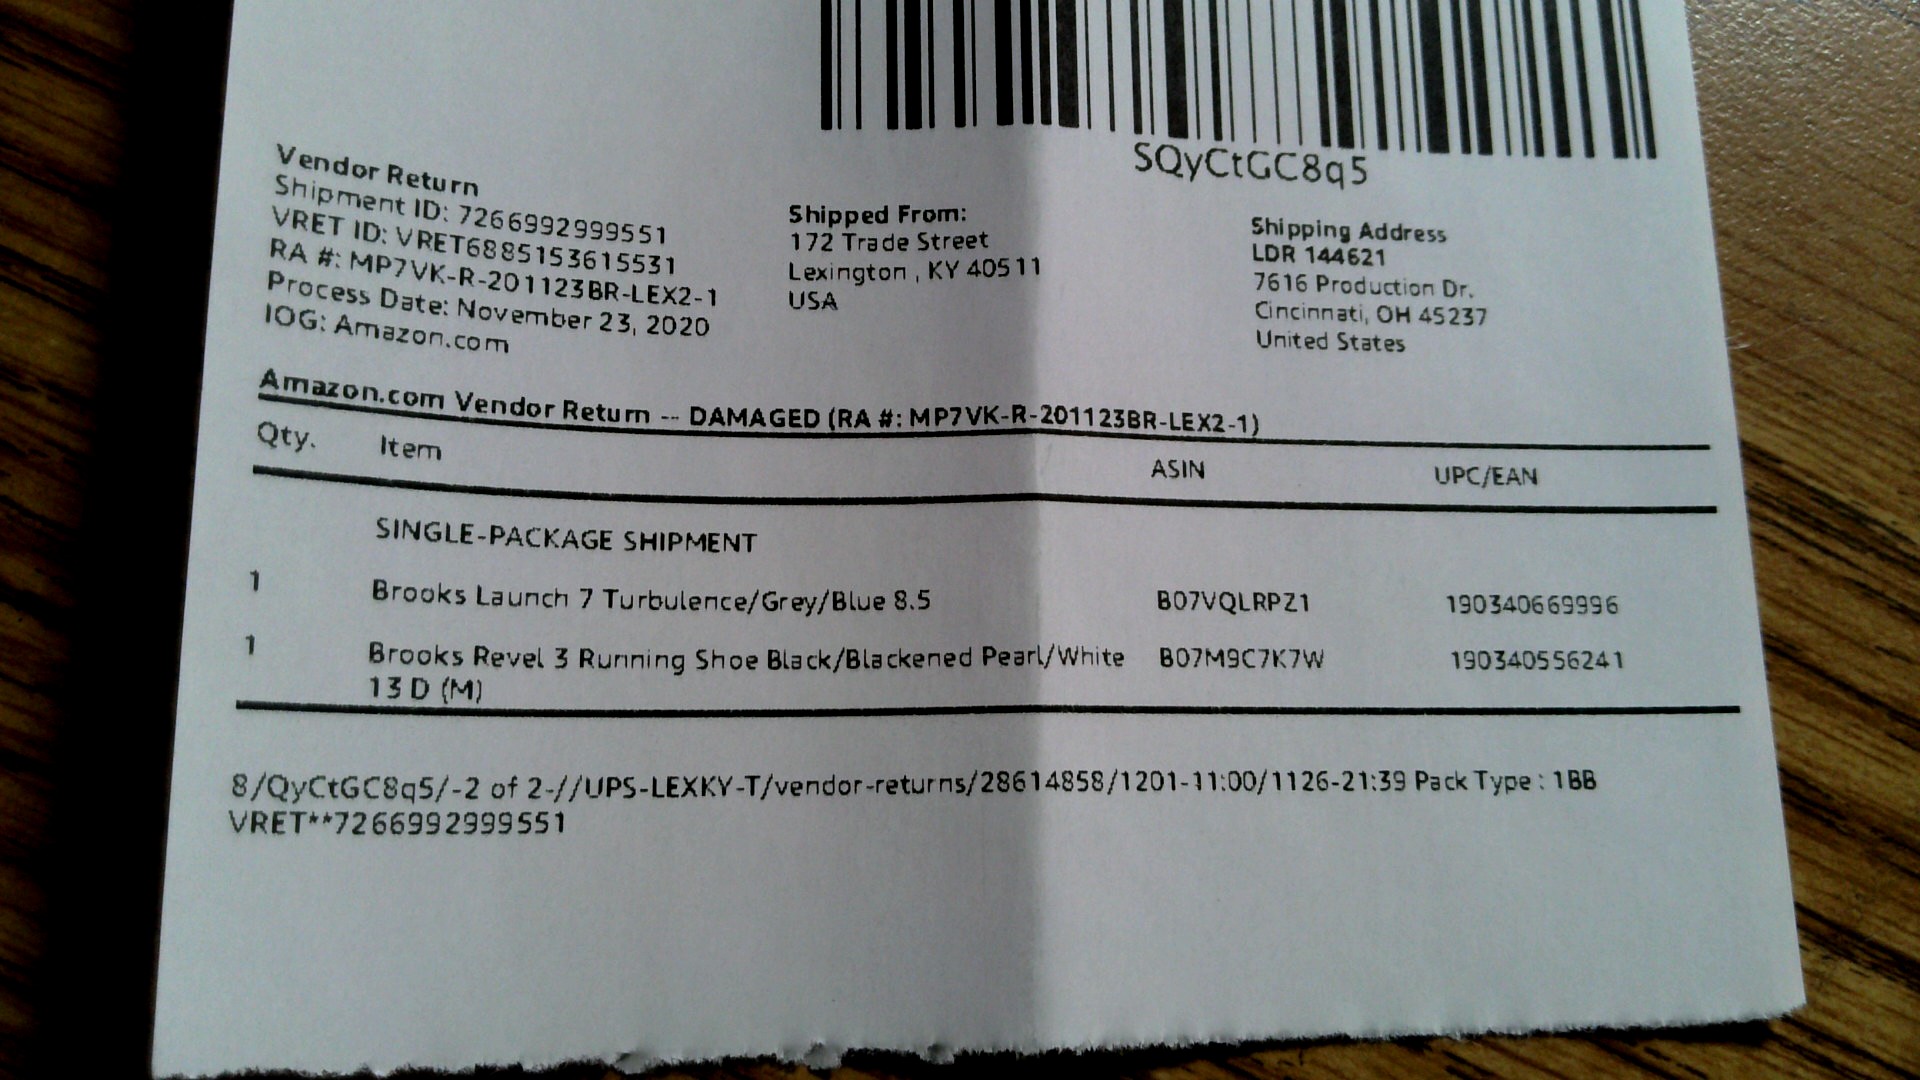 SQyCtGC8q5
Vendor Return
Shipment ID: 7266992999551
VRET ID: VRET6885153615531
RA #: MP7VK-R-201123BR-LEX2-1
Process Date: November 23, 2020
IOG: Amazon.com
Shipped From:
172 Trade Street
Lexington , KY 40511
USA
Shipping Address
LDR 144621
7616 Production Dr.
Cincinnati, OH 45237
United States
Amazon.com Vendor Return -- DAMAGED (RA #: MP7VK-R-201123BR-LEX2-1)
Qty. Item ASIN UPC/EAN
SINGLE-PACKAGE SHIPMENT
1 Brooks Launch 7 Turbulence/Grey/Blue 8.5 B07VQLRPZ1 190340669996
1 Brooks Revel 3 Running Shoe Black/Blackened Pearl/White B07M9C7K7W 190340556241
13 D (M)
8/QyCtGC8q5/-2 of 2-//UPS-LEXKY-T/vendor-returns/28614858/1201-11:00/1126-21:39 Pack Type : 1BB
VRET**7266992999551